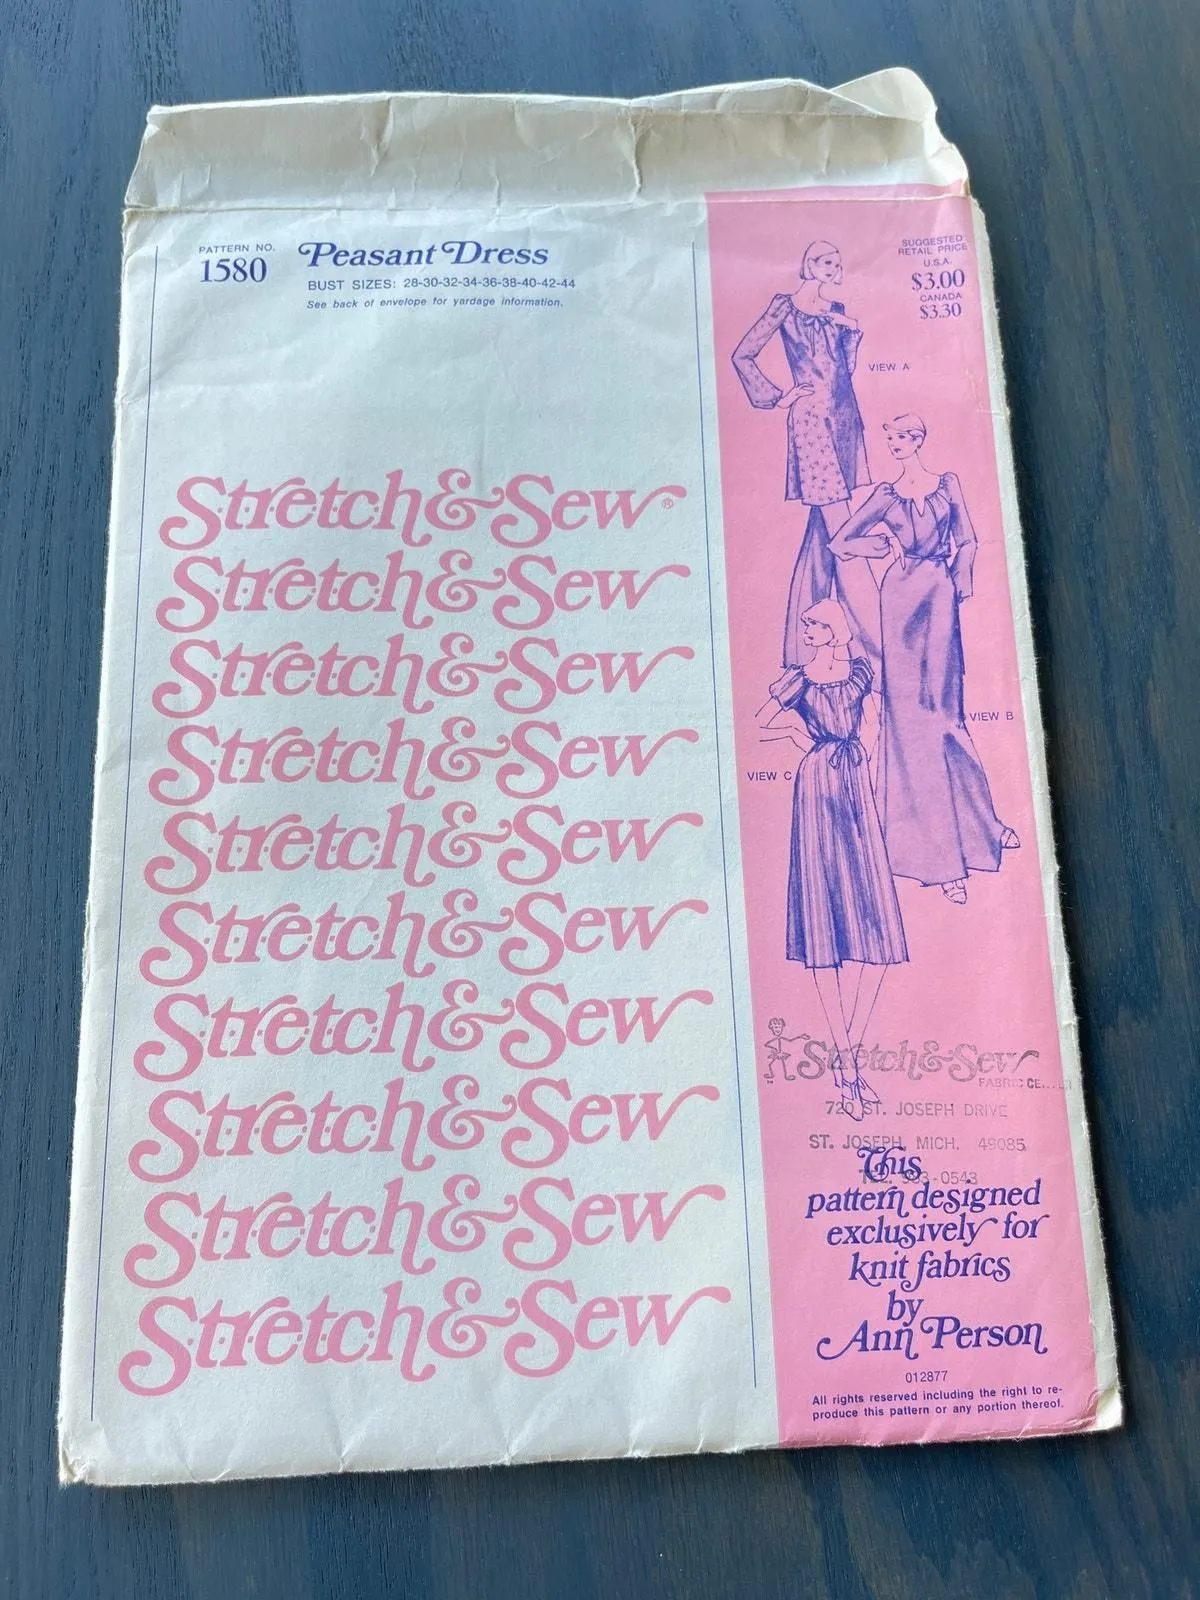 PATTERN NO.
1580
Peasant Dress
BUST SIZES: 28-30-32-34-36-38-40-42-44
See back of envelope for yardage information.
Stretch & Sew®
Stretch & Sew
Stretch & Sew
Stretch & Sew
Stretch & Sew
Stretch & Sew
Stretch & Sew
Stretch & Sew
Stretch & Sew
Stretch & Sew
SUGGESTED
RETAIL PRICE
U.S.A.
$3.00
CANADA
$3.30
VIEW A
VIEW B
VIEW C
Stretch & Sew
FABRIC
TM
720 ST. JOSEPH DRIVE
ST. JOSEPH, MICH. 49085
TEL. -0543
This
pattern designed
exclusively for
knit fabrics
by
Ann Person
012877
All rights reserved including the right to re-
produce this pattern or any portion thereof.